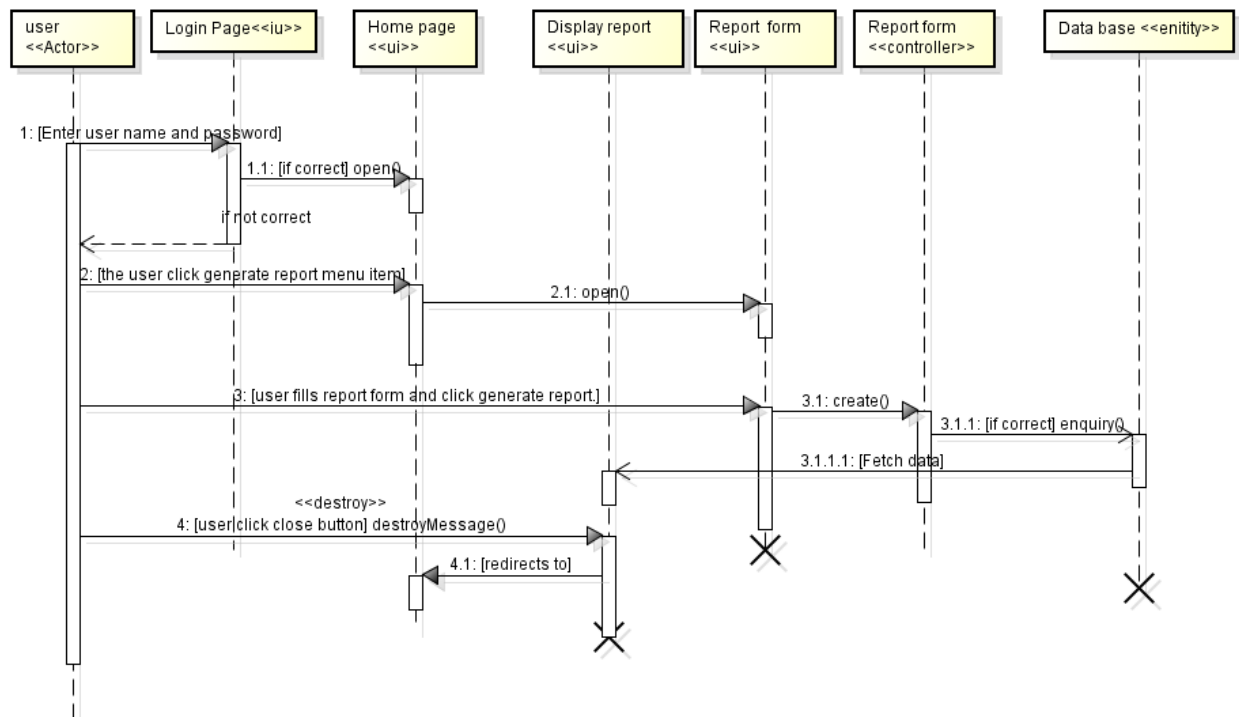 user
<<Actor>>
Login Page<<iu>>
Home page
<<ui>>
Display report
<<ui>>
Report form
<<ui>>
Report form
<<controller>>
Data base <<enitity>>
1: [Enter user name and password]
1.1: [if correct] open()
if not correct
2: [the user click generate report menu item]
2.1: open()
3: [user fills report form and click generate report.]
3.1: create()
3.1.1: [if correct] enquiry()
3.1.1.1: [Fetch data]
<<destroy>>
4: [user click close button] destroyMessage()
4.1: [redirects to]